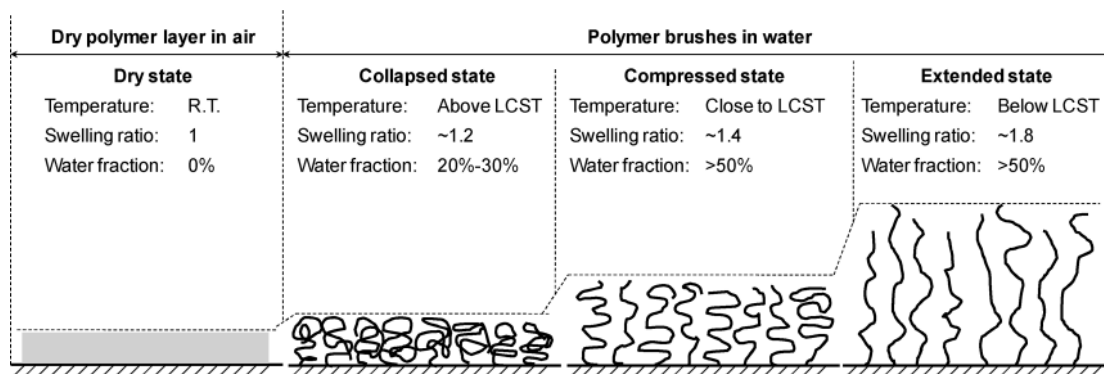 Dry polymer layer in air
Polymer brushes in water
Dry state
Temperature: R.T.
Swelling ratio: 1
Water fraction: 0%
Collapsed state
Temperature: Above LCST
Swelling ratio: ~1.2
Water fraction: 20%-30%
Compressed state
Temperature: Close to LCST
Swelling ratio: ~1.4
Water fraction: >50%
Extended state
Temperature: Below LCST
Swelling ratio: ~1.8
Water fraction: >50%